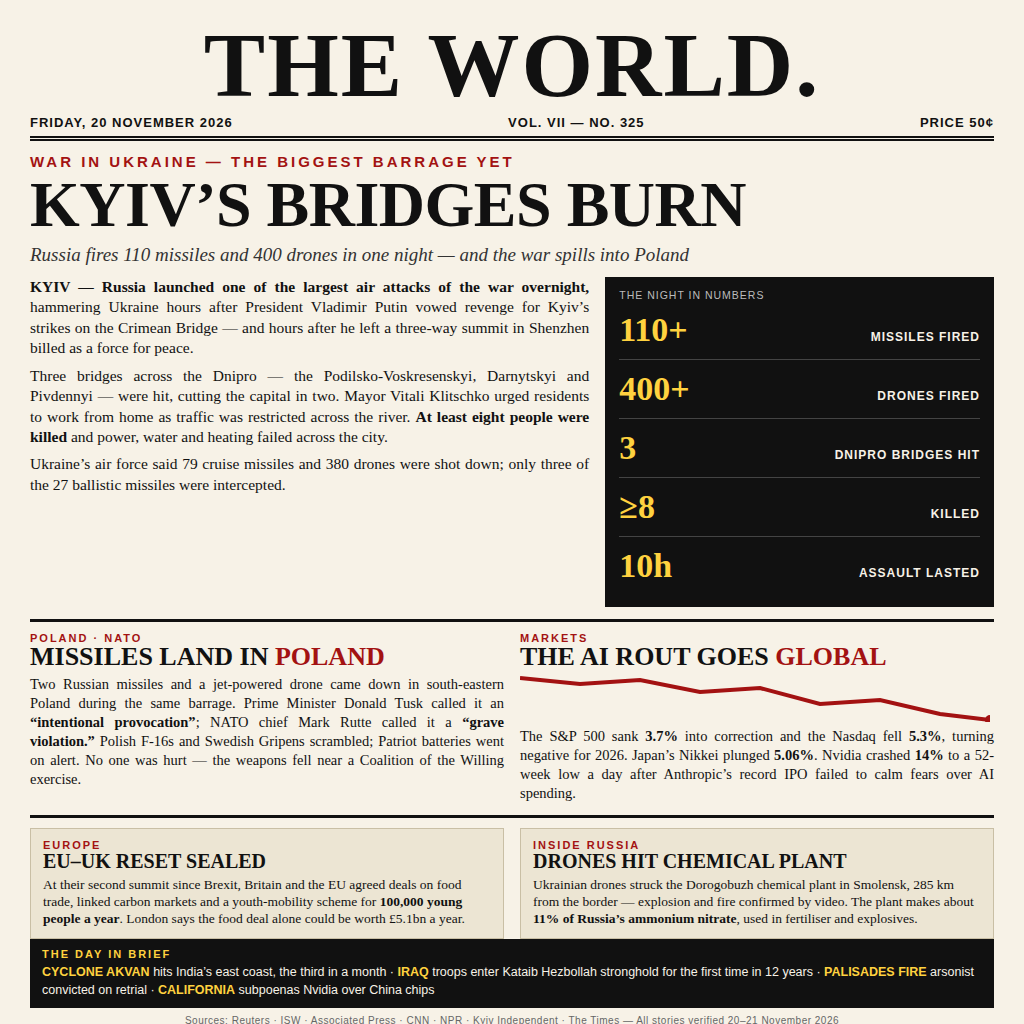 THE WORLD.
FRIDAY, 20 NOVEMBER 2026
VOL. VII — NO. 325
PRICE 50¢
WAR IN UKRAINE — THE BIGGEST BARRAGE YET
KYIV’S BRIDGES BURN
Russia fires 110 missiles and 400 drones in one night — and the war spills into Poland
KYIV — Russia launched one of the largest air attacks of the war overnight,
hammering Ukraine hours after President Vladimir Putin vowed revenge for Kyiv’s
strikes on the Crimean Bridge — and hours after he left a three-way summit in Shenzhen
billed as a force for peace.
Three bridges across the Dnipro — the Podilsko-Voskresenskyi, Darnytskyi and
Pivdennyi — were hit, cutting the capital in two. Mayor Vitali Klitschko urged residents
to work from home as traffic was restricted across the river. At least eight people were
killed and power, water and heating failed across the city.
Ukraine’s air force said 79 cruise missiles and 380 drones were shot down; only three of
the 27 ballistic missiles were intercepted.
THE NIGHT IN NUMBERS
110+
MISSILES FIRED
400+
DRONES FIRED
3
DNIPRO BRIDGES HIT
≥8
KILLED
10h
ASSAULT LASTED
POLAND · NATO
MISSILES LAND IN POLAND
Two Russian missiles and a jet-powered drone came down in south-eastern
Poland during the same barrage. Prime Minister Donald Tusk called it an
“intentional provocation”; NATO chief Mark Rutte called it a “grave
violation.” Polish F-16s and Swedish Gripens scrambled; Patriot batteries went
on alert. No one was hurt — the weapons fell near a Coalition of the Willing
exercise.
MARKETS
THE AI ROUT GOES GLOBAL
The S&P 500 sank 3.7% into correction and the Nasdaq fell 5.3%, turning
negative for 2026. Japan’s Nikkei plunged 5.06%. Nvidia crashed 14% to a 52-
week low a day after Anthropic’s record IPO failed to calm fears over AI
spending.
EUROPE
EU–UK RESET SEALED
At their second summit since Brexit, Britain and the EU agreed deals on food
trade, linked carbon markets and a youth-mobility scheme for 100,000 young
people a year. London says the food deal alone could be worth £5.1bn a year.
INSIDE RUSSIA
DRONES HIT CHEMICAL PLANT
Ukrainian drones struck the Dorogobuzh chemical plant in Smolensk, 285 km
from the border — explosion and fire confirmed by video. The plant makes about
11% of Russia’s ammonium nitrate, used in fertiliser and explosives.
THE DAY IN BRIEF
CYCLONE AKVAN hits India’s east coast, the third in a month · IRAQ troops enter Kataib Hezbollah stronghold for the first time in 12 years · PALISADES FIRE arsonist
convicted on retrial · CALIFORNIA subpoenas Nvidia over China chips
Sources: Reuters · ISW · Associated Press · CNN · NPR · Kyiv Independent · The Times — All stories verified 20–21 November 2026